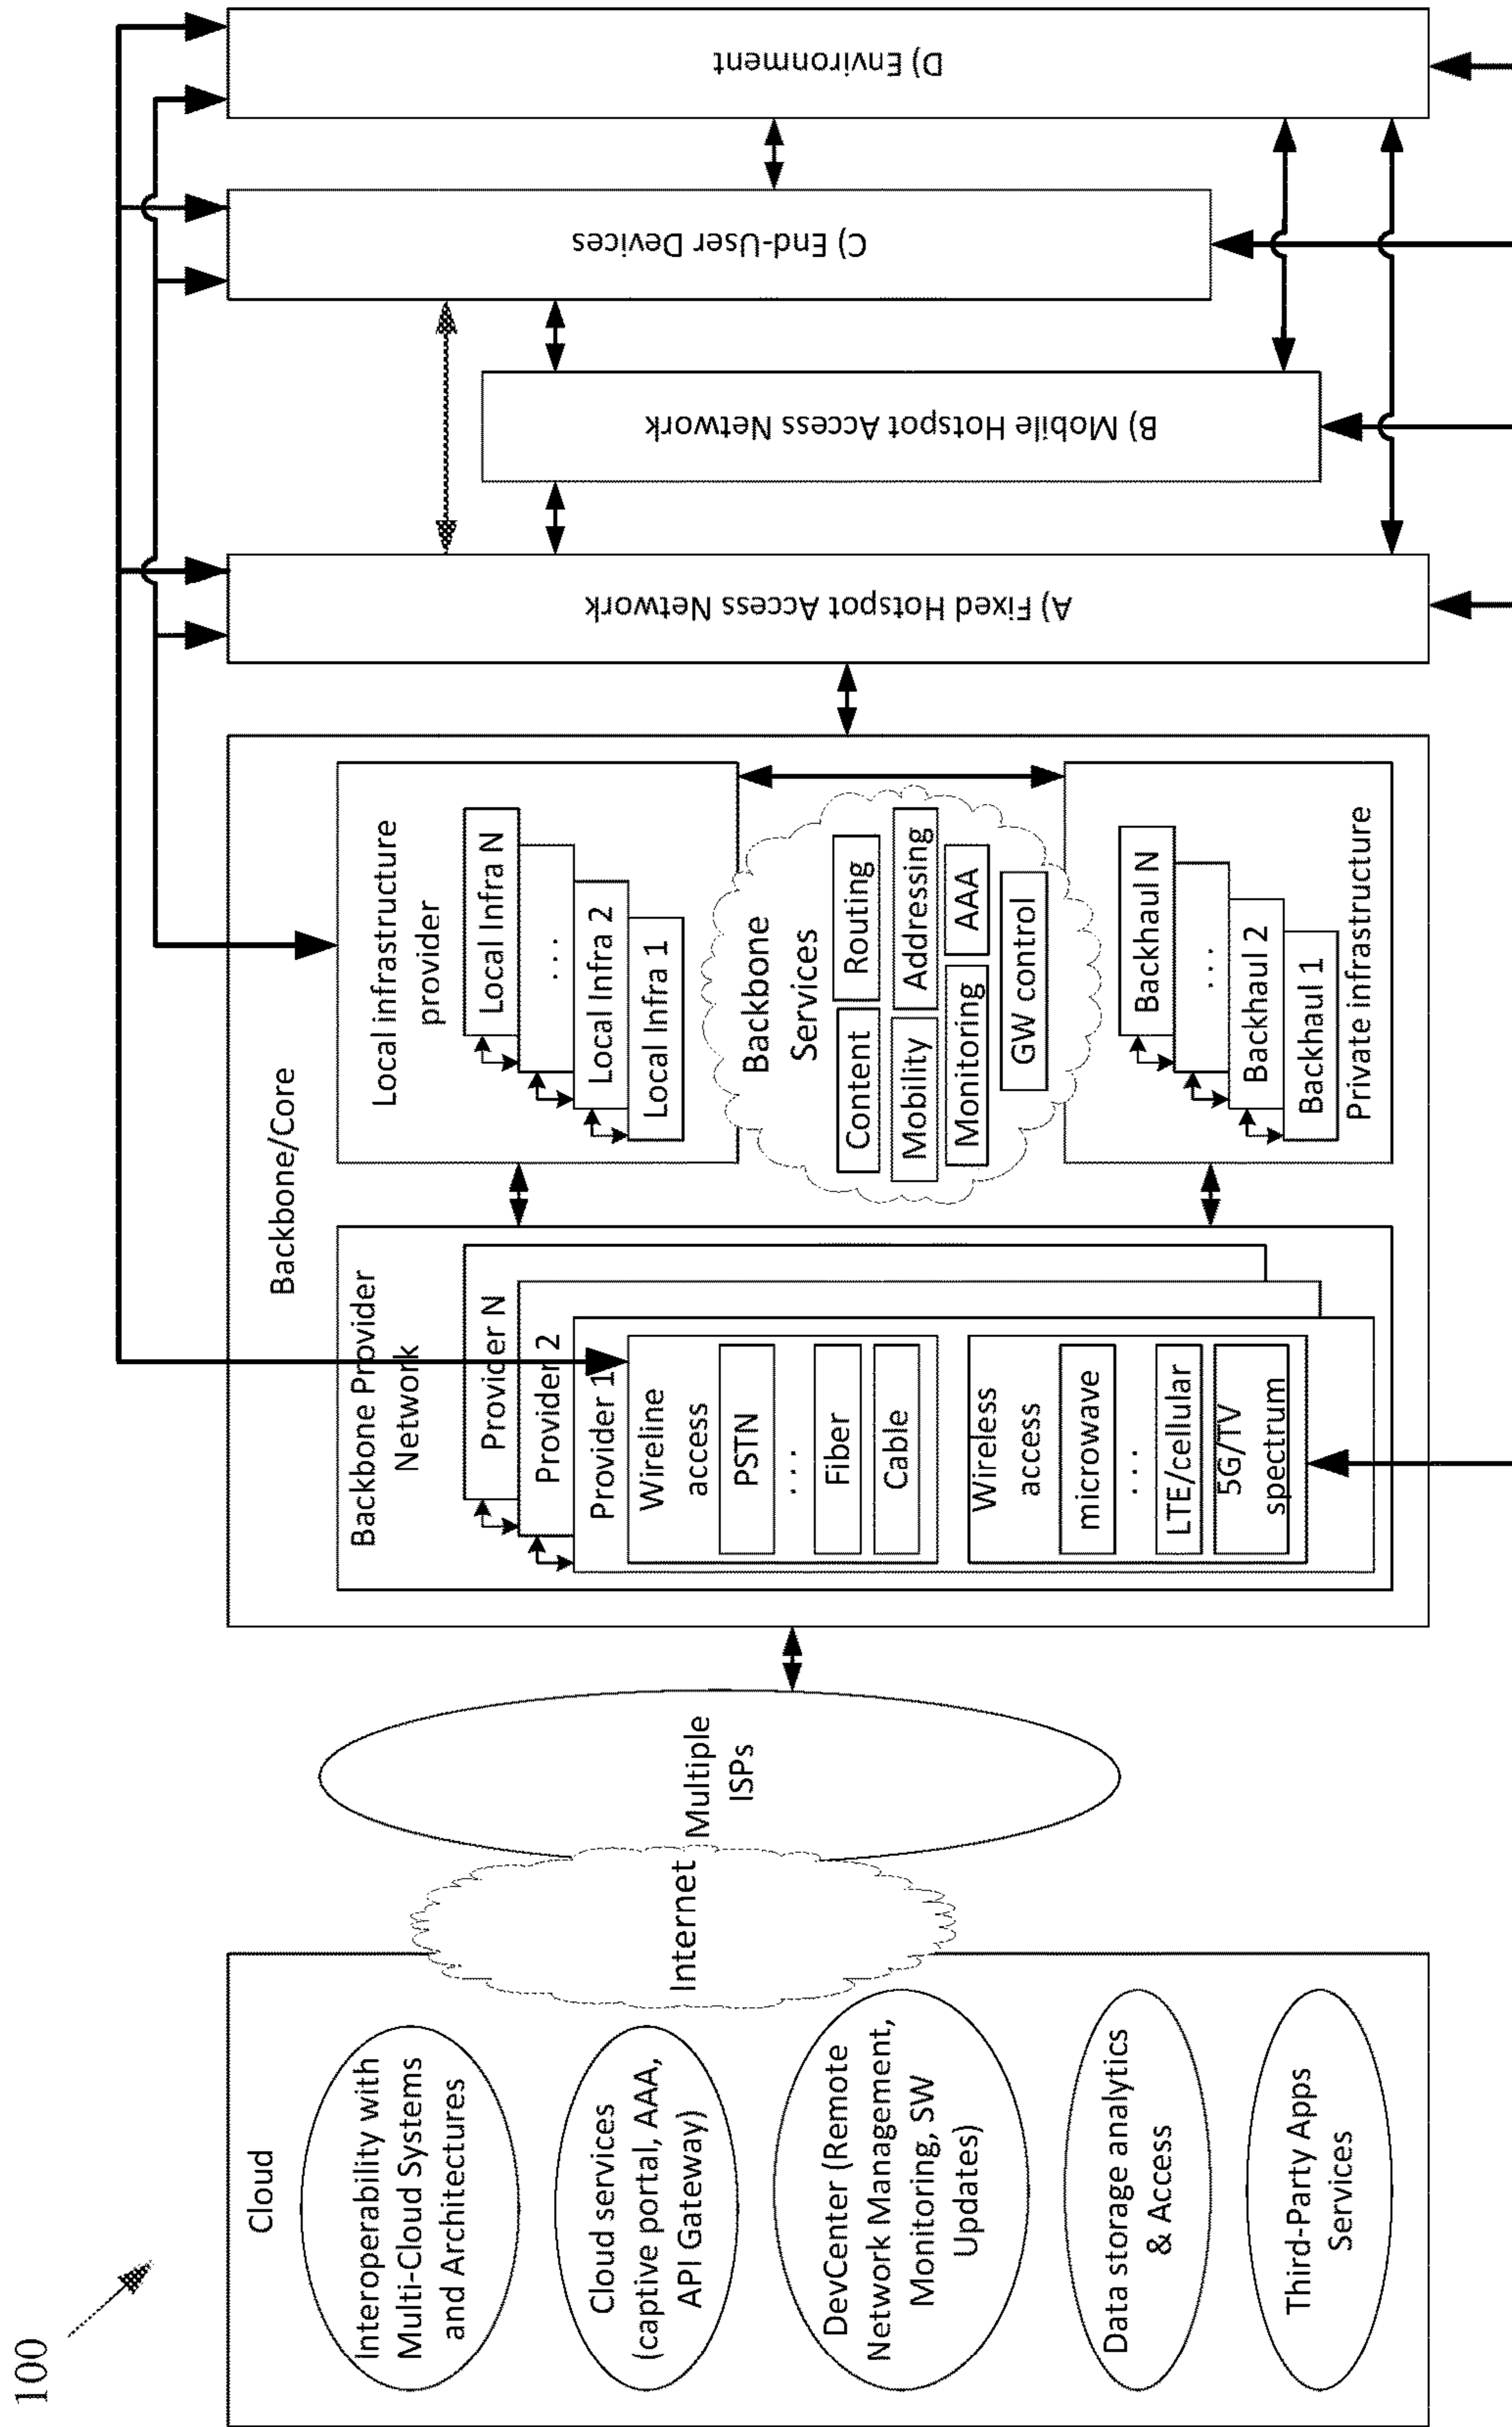 100
Cloud
Interoperability with
Multi-Cloud Systems
and Architectures
Cloud services
(captive portal, AAA,
API Gateway)
DevCenter (Remote
Network Management,
Monitoring, SW
Updates)
Data storage analytics
& Access
Third-Party Apps
Services
Internet
Multiple
ISPs
Backbone/Core
Backbone Provider
Network
Provider N
Provider 2
Provider 1
Wireline
access
PSTN
...
Fiber
Cable
Wireless
access
microwave
...
LTE/cellular
5G/TV
spectrum
Local infrastructure
provider
Local Infra N
...
Local Infra 2
Local Infra 1
Backbone
Services
Content
Routing
Mobility
Addressing
Monitoring
AAA
GW control
Backhaul N
...
Backhaul 2
Backhaul 1
Private infrastructure
A) Fixed Hotspot Access Network
B) Mobile Hotspot Access Network
C) End-User Devices
D) Environment